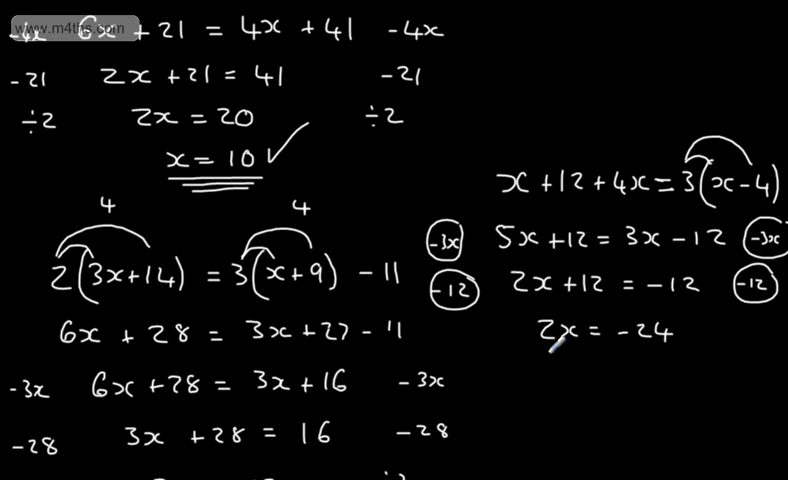 www.m4ths.com
-4x 6x + 21 = 4x + 41 -4x
-21 2x + 21 = 41 -21
÷2 2x = 20 ÷2
x = 10 ✓
4 4
2(3x+14) = 3(x+9) - 11
6x + 28 = 3x + 27 - 11
-3x 6x + 28 = 3x + 16 -3x
-28 3x + 28 = 16 -28
x + 12 + 4x = 3(x - 4)
-3x 5x + 12 = 3x - 12 -3x
-12 2x + 12 = -12 -12
2x = -24